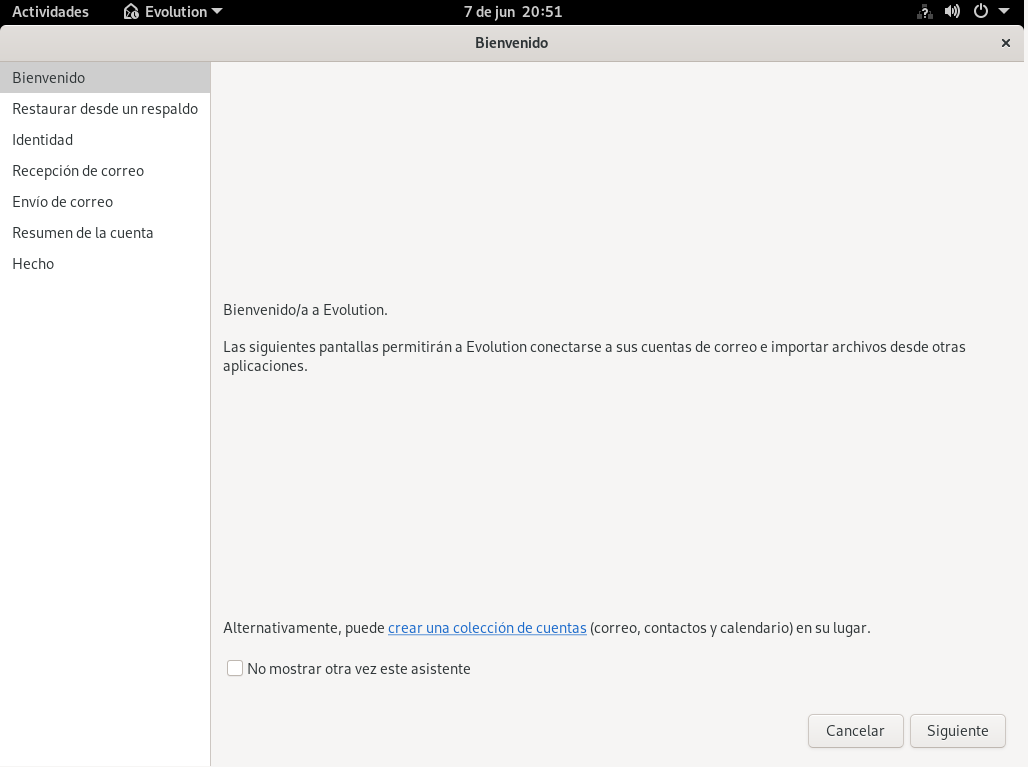 Actividades Evolution 7 de jun 20:51
Bienvenido
Bienvenido
Restaurar desde un respaldo
Identidad
Recepción de correo
Envío de correo
Resumen de la cuenta
Hecho
Bienvenido/a a Evolution.
Las siguientes pantallas permitirán a Evolution conectarse a sus cuentas de correo e importar archivos desde otras
aplicaciones.
Alternativamente, puede crear una colección de cuentas (correo, contactos y calendario) en su lugar.
No mostrar otra vez este asistente
Cancelar Siguiente